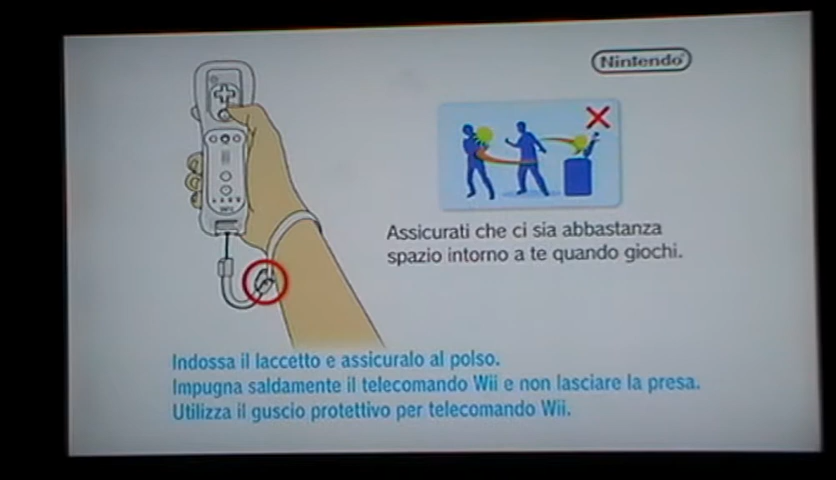 Nintendo
Assicurati che ci sia abbastanza
spazio intorno a te quando giochi.
Indossa il laccetto e assicuralo al polso.
Impugna saldamente il telecomando Wii e non lasciare la presa.
Utilizza il guscio protettivo per telecomando Wii.